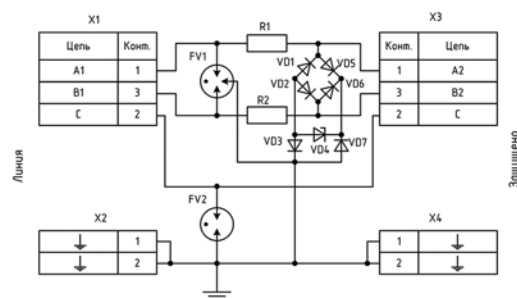 X1
Цепь Конт.
A1 1
B1 3
C 2
X3
Конт. Цепь
1 A2
3 B2
2 C
R1
R2
FV1
VD1
VD5
VD2
VD6
VD3
VD4
VD7
FV2
Линия
Защищено
X2
1
2
X4
1
2